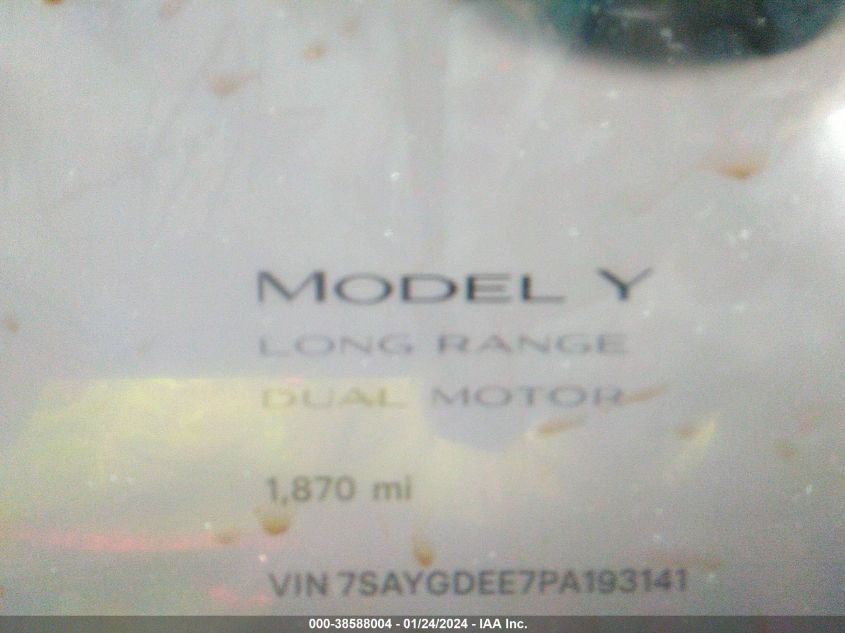 MODEL Y
LONG RANGE
DUAL MOTOR
1,870 mi
VIN 7SAYGDEE7PA193141
000-38588004 - 01/24/2024 - IAA Inc.